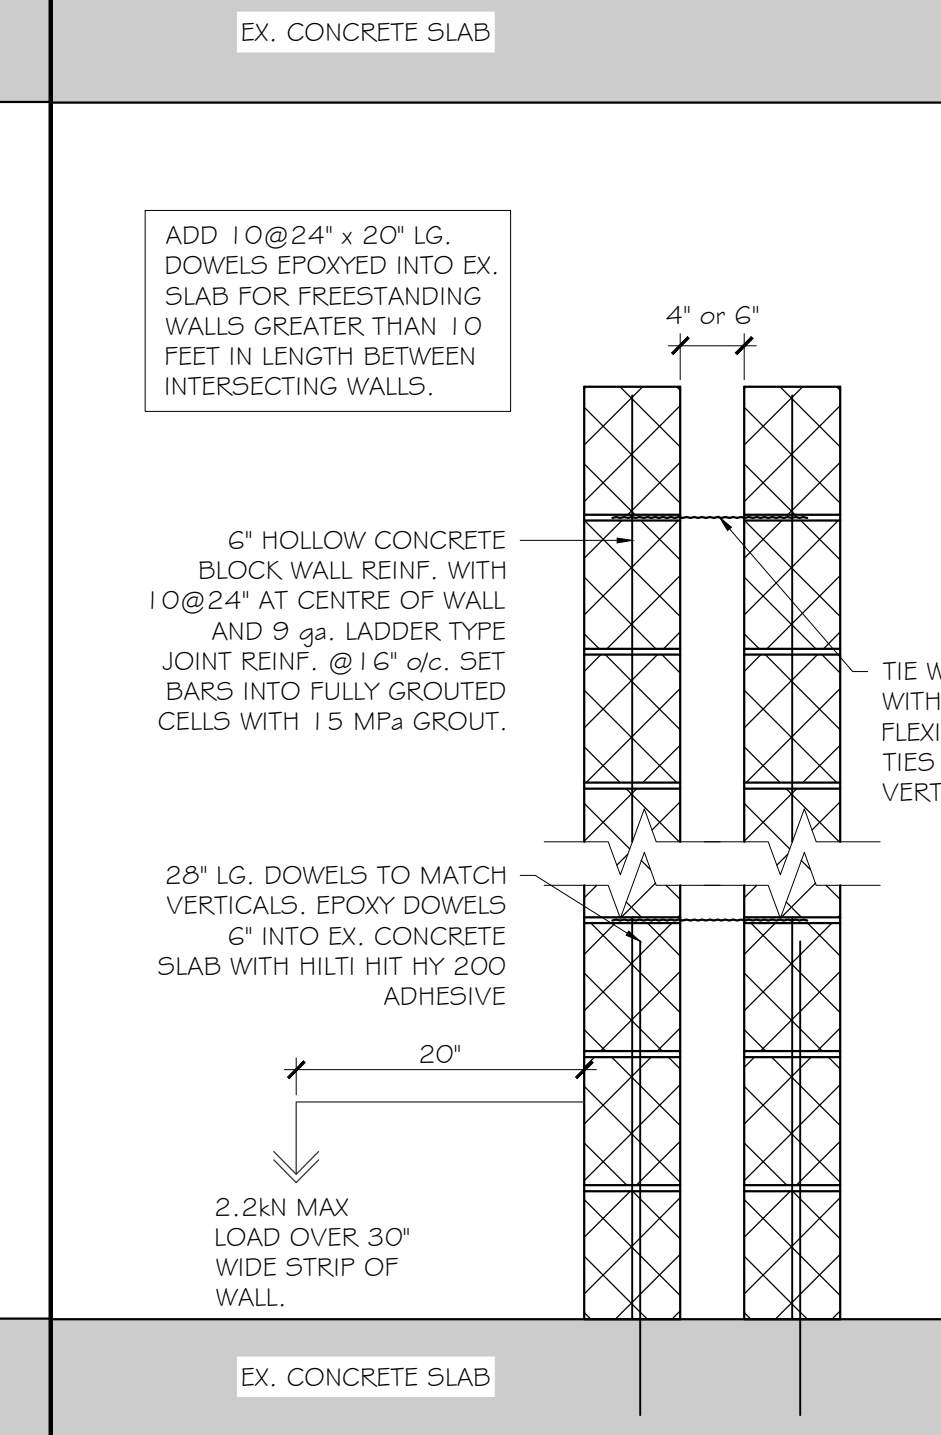 EX. CONCRETE SLAB
ADD 10@24" x 20" LG.
DOWELS EPOXYED INTO EX.
SLAB FOR FREESTANDING
WALLS GREATER THAN 10
FEET IN LENGTH BETWEEN
INTERSECTING WALLS.
4" or 6"
6" HOLLOW CONCRETE
BLOCK WALL REINF. WITH
10@24" AT CENTRE OF WALL
AND 9 ga. LADDER TYPE
JOINT REINF. @16" o/c. SET
BARS INTO FULLY GROUTED
CELLS WITH 15 MPa GROUT.
TIE
WITH
TIES
28" LG. DOWELS TO MATCH
VERTICALS. EPOXY DOWELS
6" INTO EX. CONCRETE
SLAB WITH HILTI HIT HY 200
ADHESIVE
20"
2.2kN MAX
LOAD OVER 30"
WIDE STRIP OF
WALL.
EX. CONCRETE SLAB